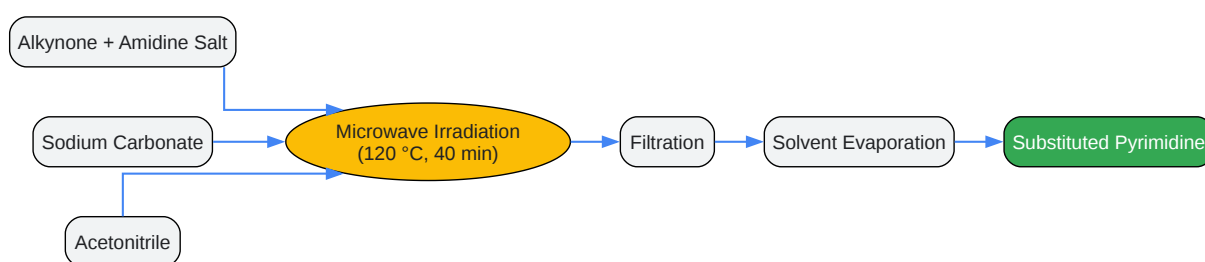 Alkynone + Amidine Salt
Sodium Carbonate
Acetonitrile
Microwave Irradiation
(120 °C, 40 min)
Filtration
Solvent Evaporation
Substituted Pyrimidine